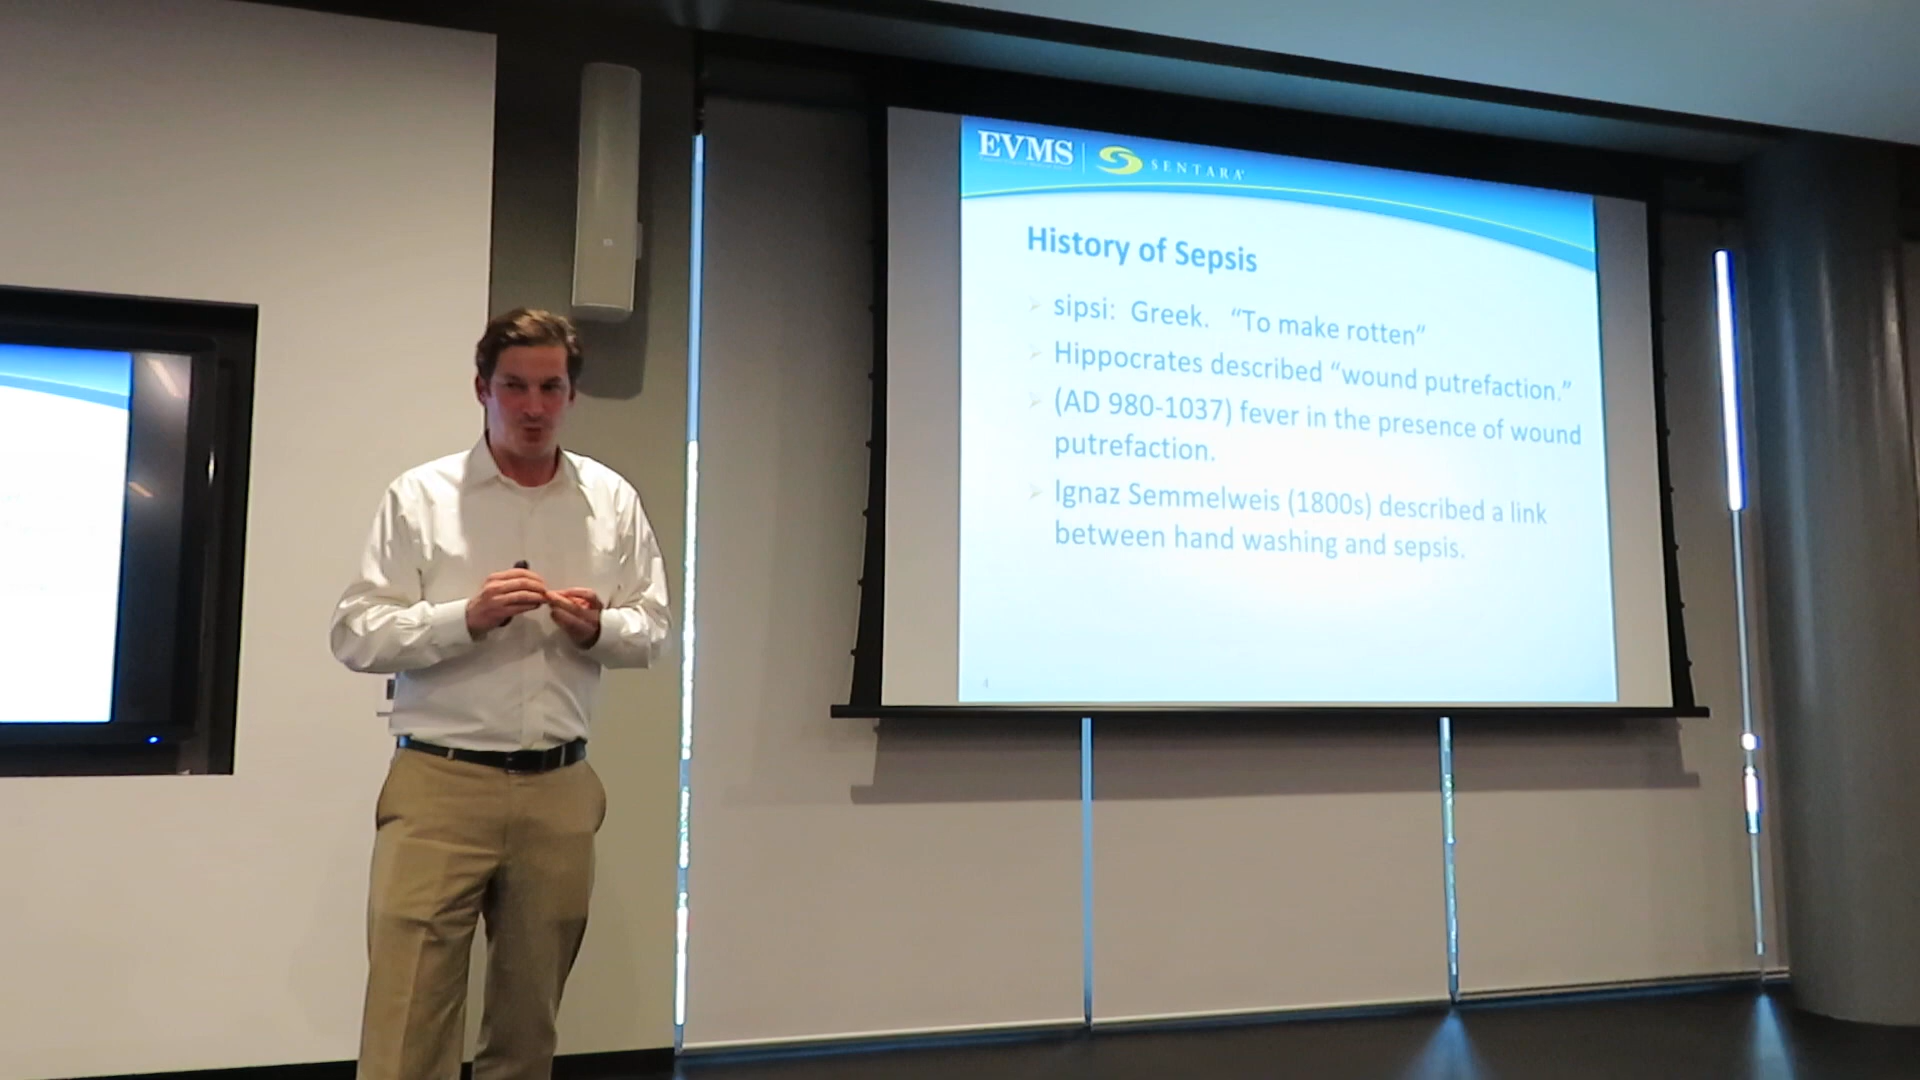 EVMS | SENTARA®
History of Sepsis
sipsi: Greek. “To make rotten”
Hippocrates described “wound putrefaction.”
(AD 980-1037) fever in the presence of wound
putrefaction.
Ignaz Semmelweis (1800s) described a link
between hand washing and sepsis.
4